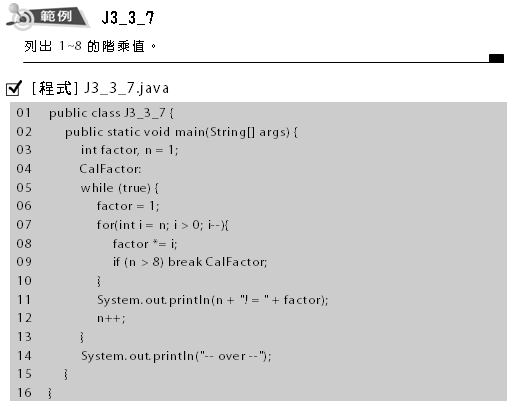 範例 J3_3_7
列出 1~8 的階乘值。
[程式] J3_3_7.java
01 public class J3_3_7 {
02 public static void main(String[] args) {
03 int factor, n = 1;
04 CalFactor:
05 while (true) {
06 factor = 1;
07 for(int i = n; i > 0; i--){
08 factor *= i;
09 if (n > 8) break CalFactor;
10 }
11 System.out.println(n + "! = " + factor);
12 n++;
13 }
14 System.out.println("-- over --");
15 }
16 }